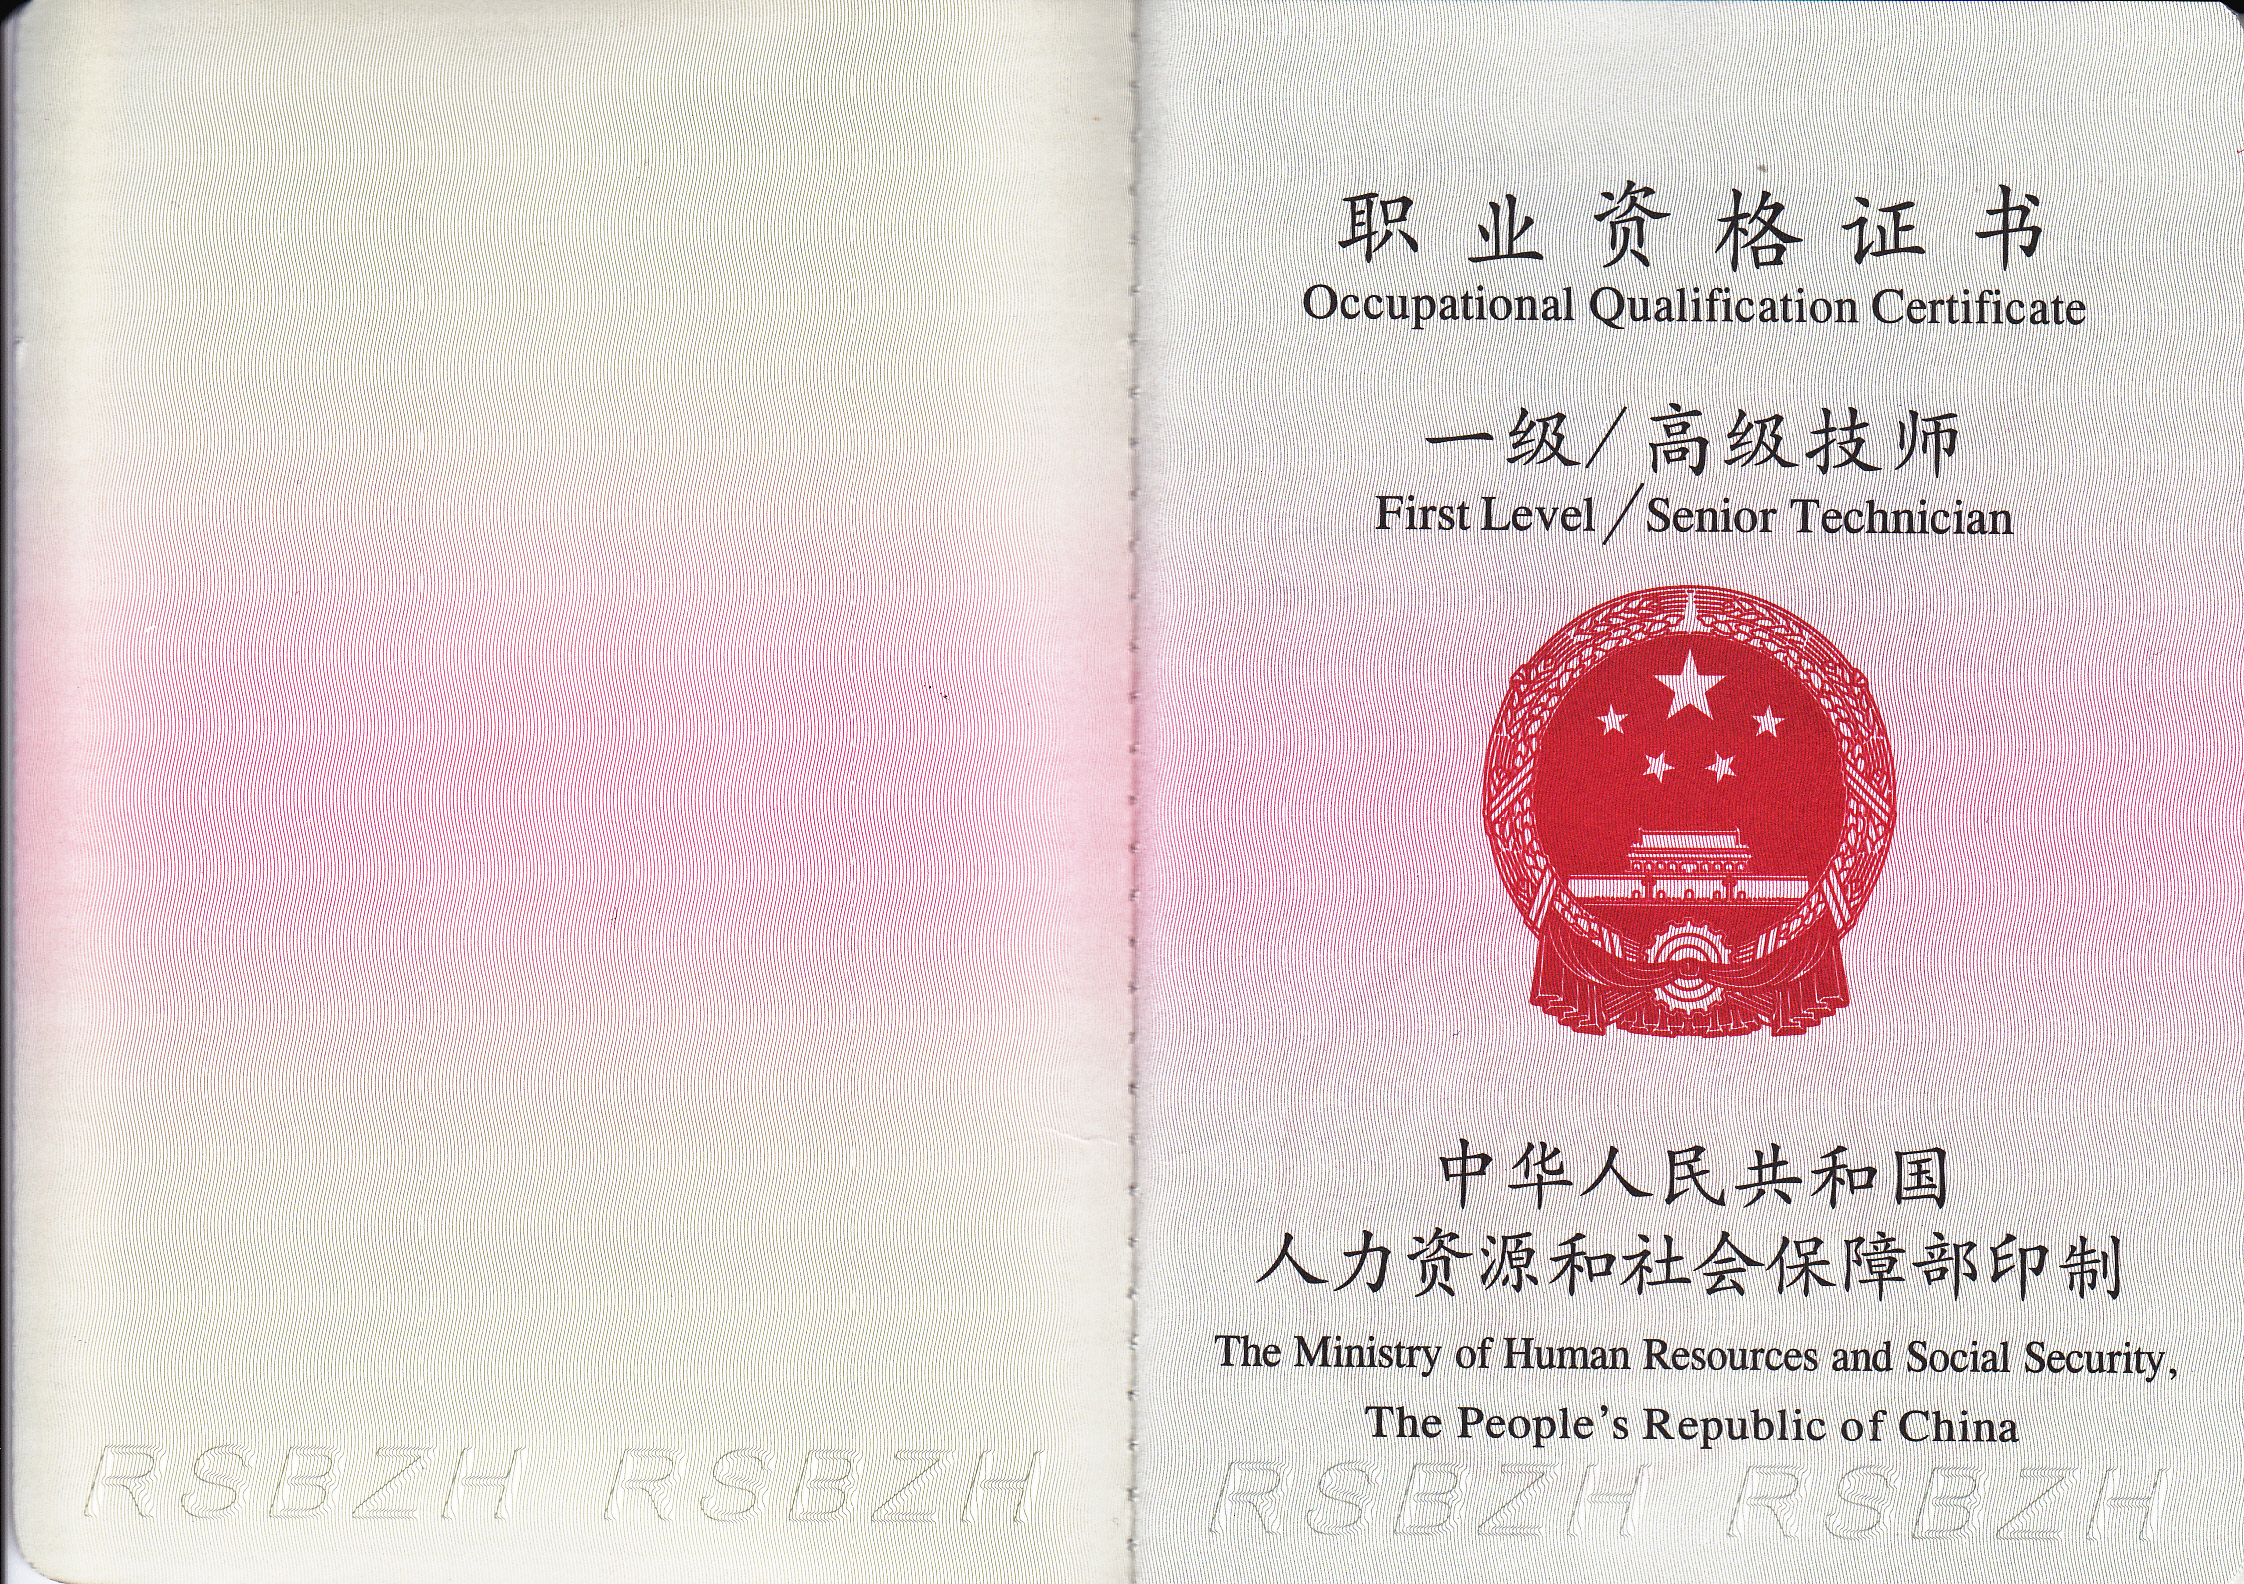 职业资格证书
Occupational Qualification Certificate
一级/高级技师
First Level/Senior Technician
中华人民共和国
人力资源和社会保障部印制
The Ministry of Human Resources and Social Security,
The People's Republic of China
RSBZH RSBZH RSBZH RSBZH